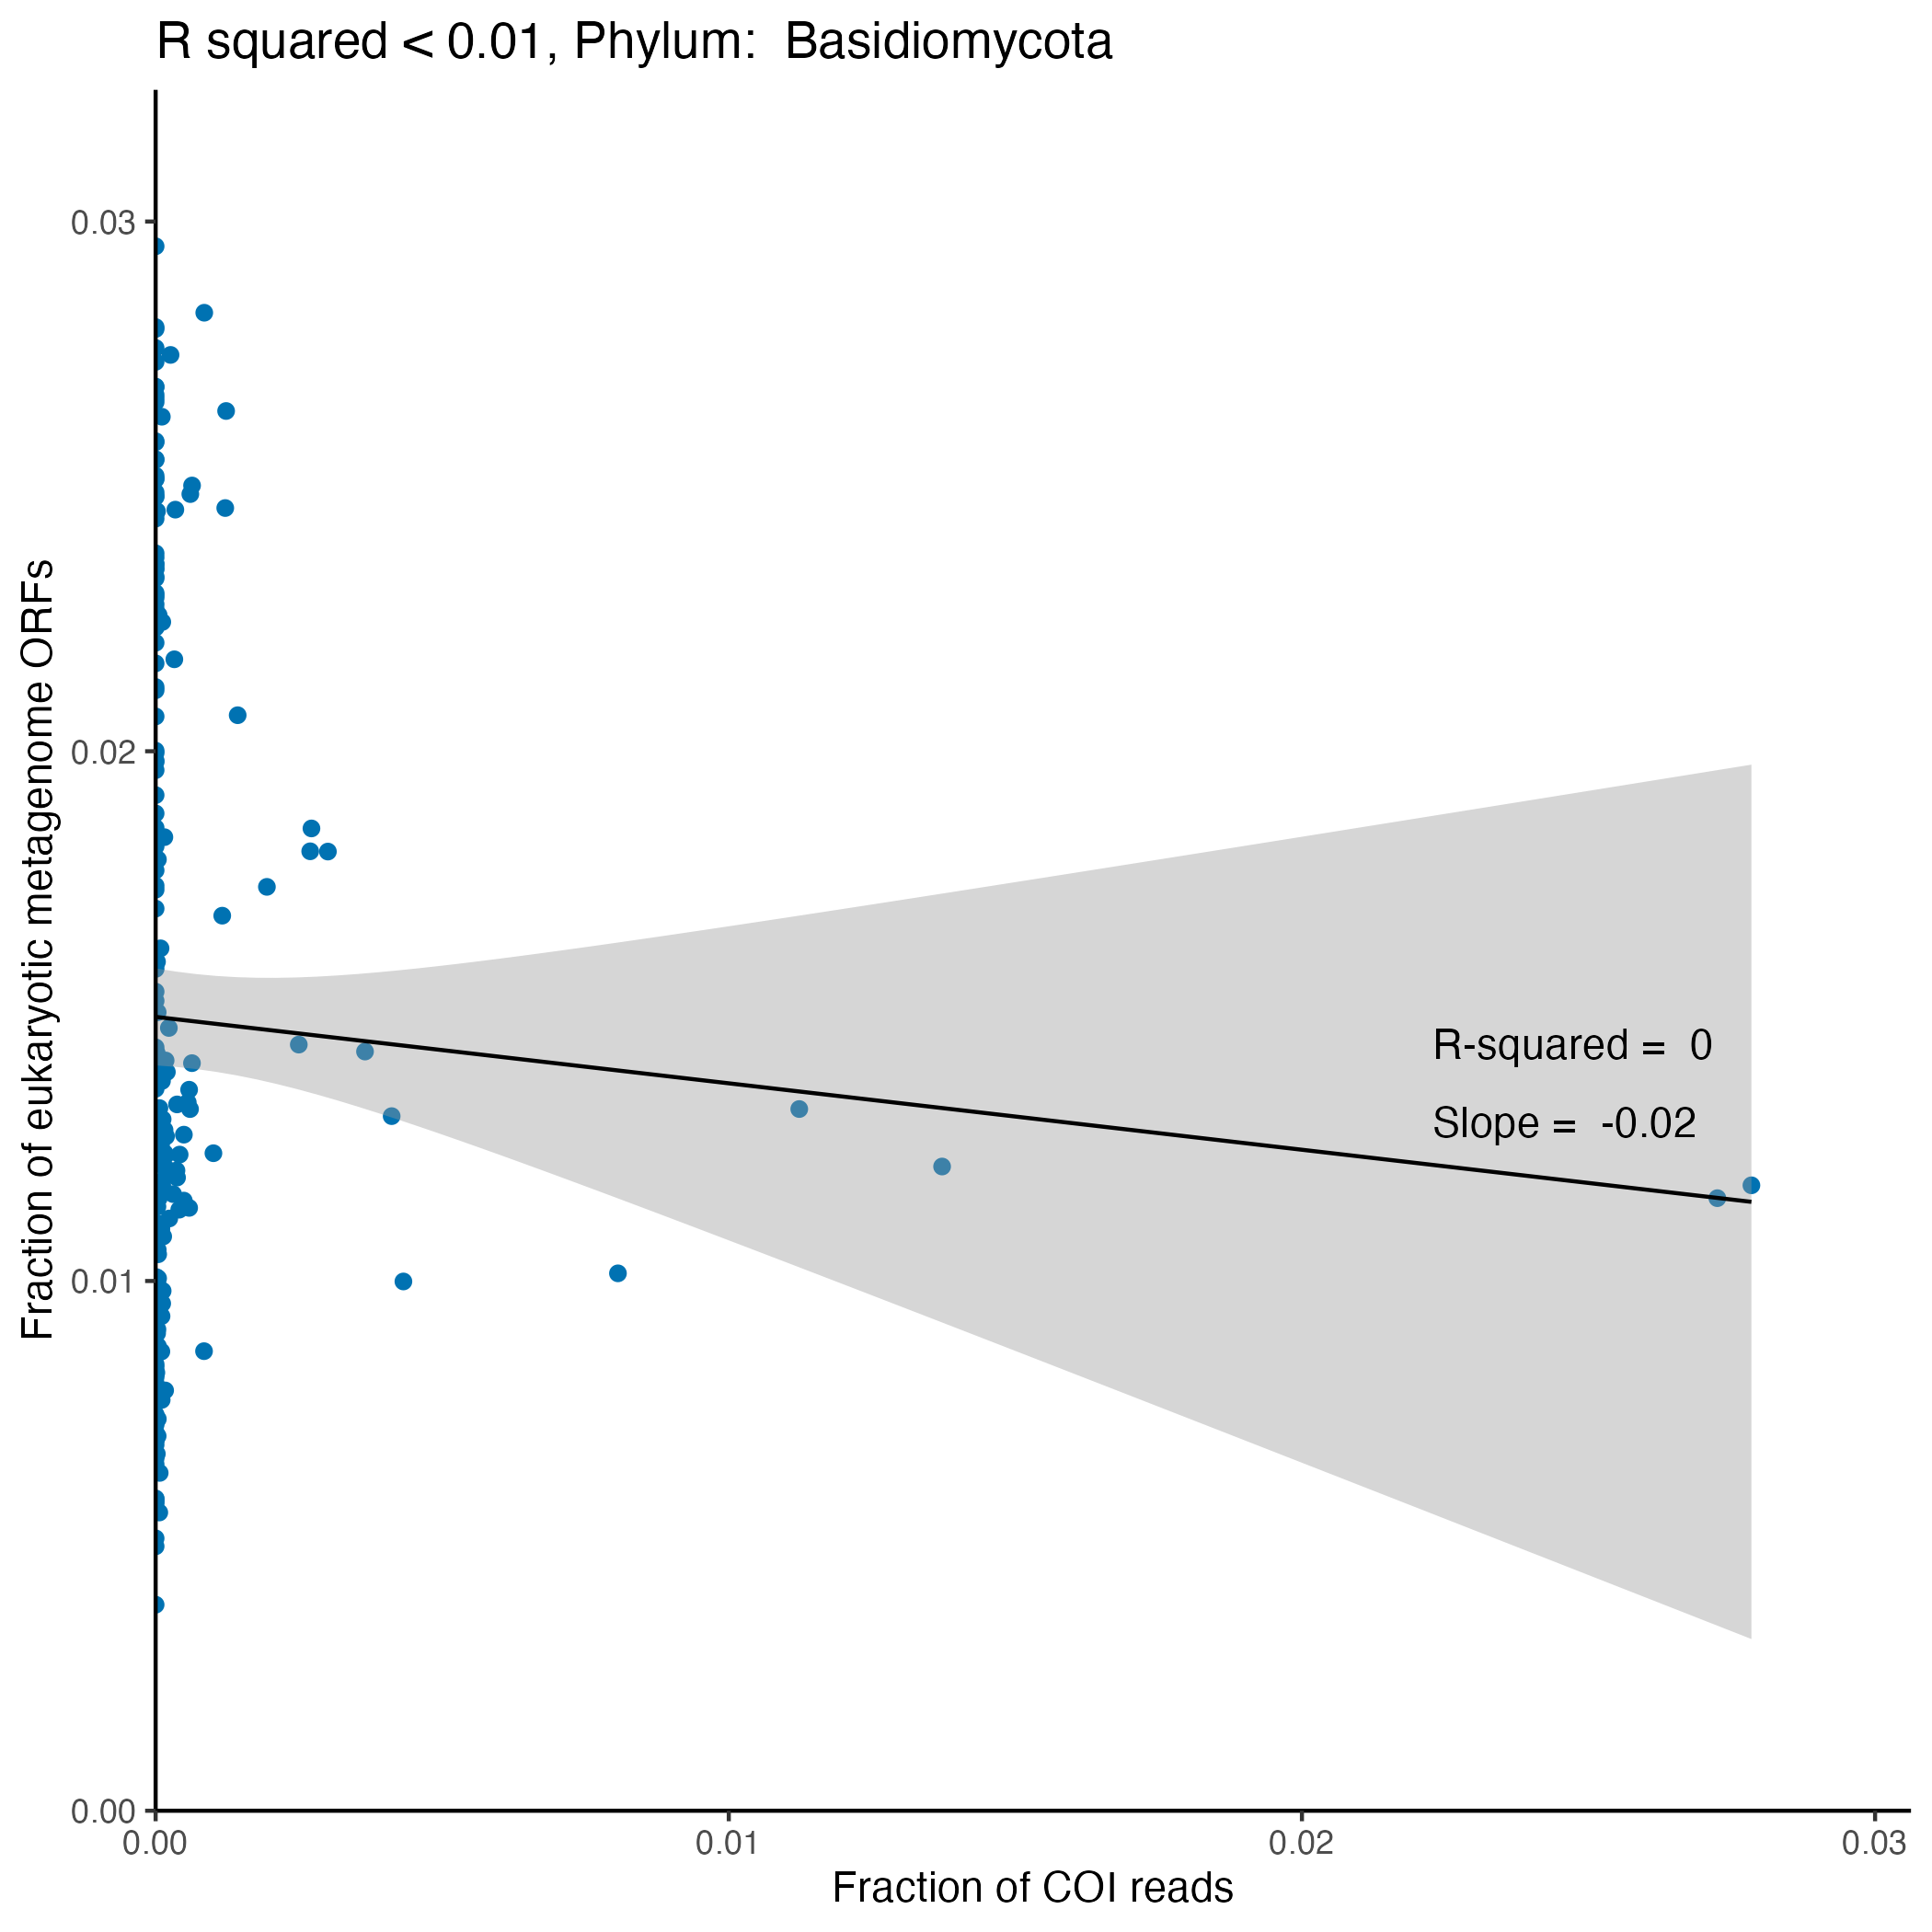 R squared < 0.01, Phylum:  Basidiomycota
Fraction of eukaryotic metagenome ORFs
0.03
0.02
0.01
0.00
R-squared =  0
Slope =  -0.02
0.00 0.01 0.02 0.03
Fraction of COI reads